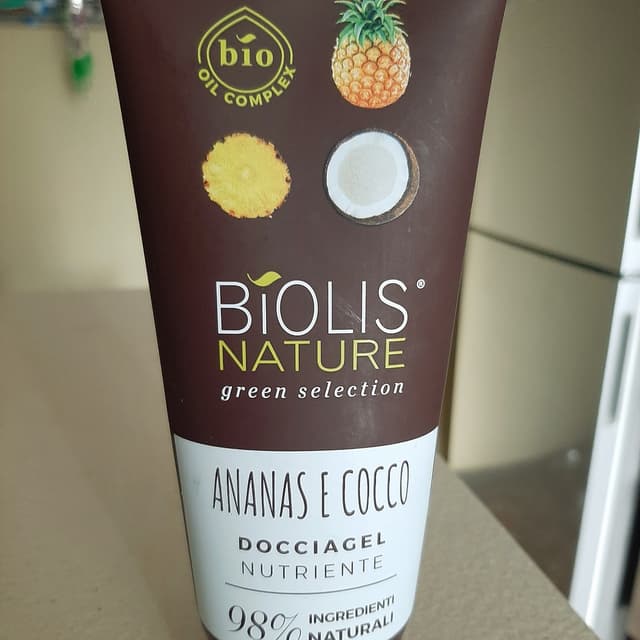 bio
OIL COMPLEX
BIOLIS®
NATURE
green selection
ANANAS E COCCO
DOCCIAGEL
NUTRIENTE
98% INGREDIENTI
NATURALI